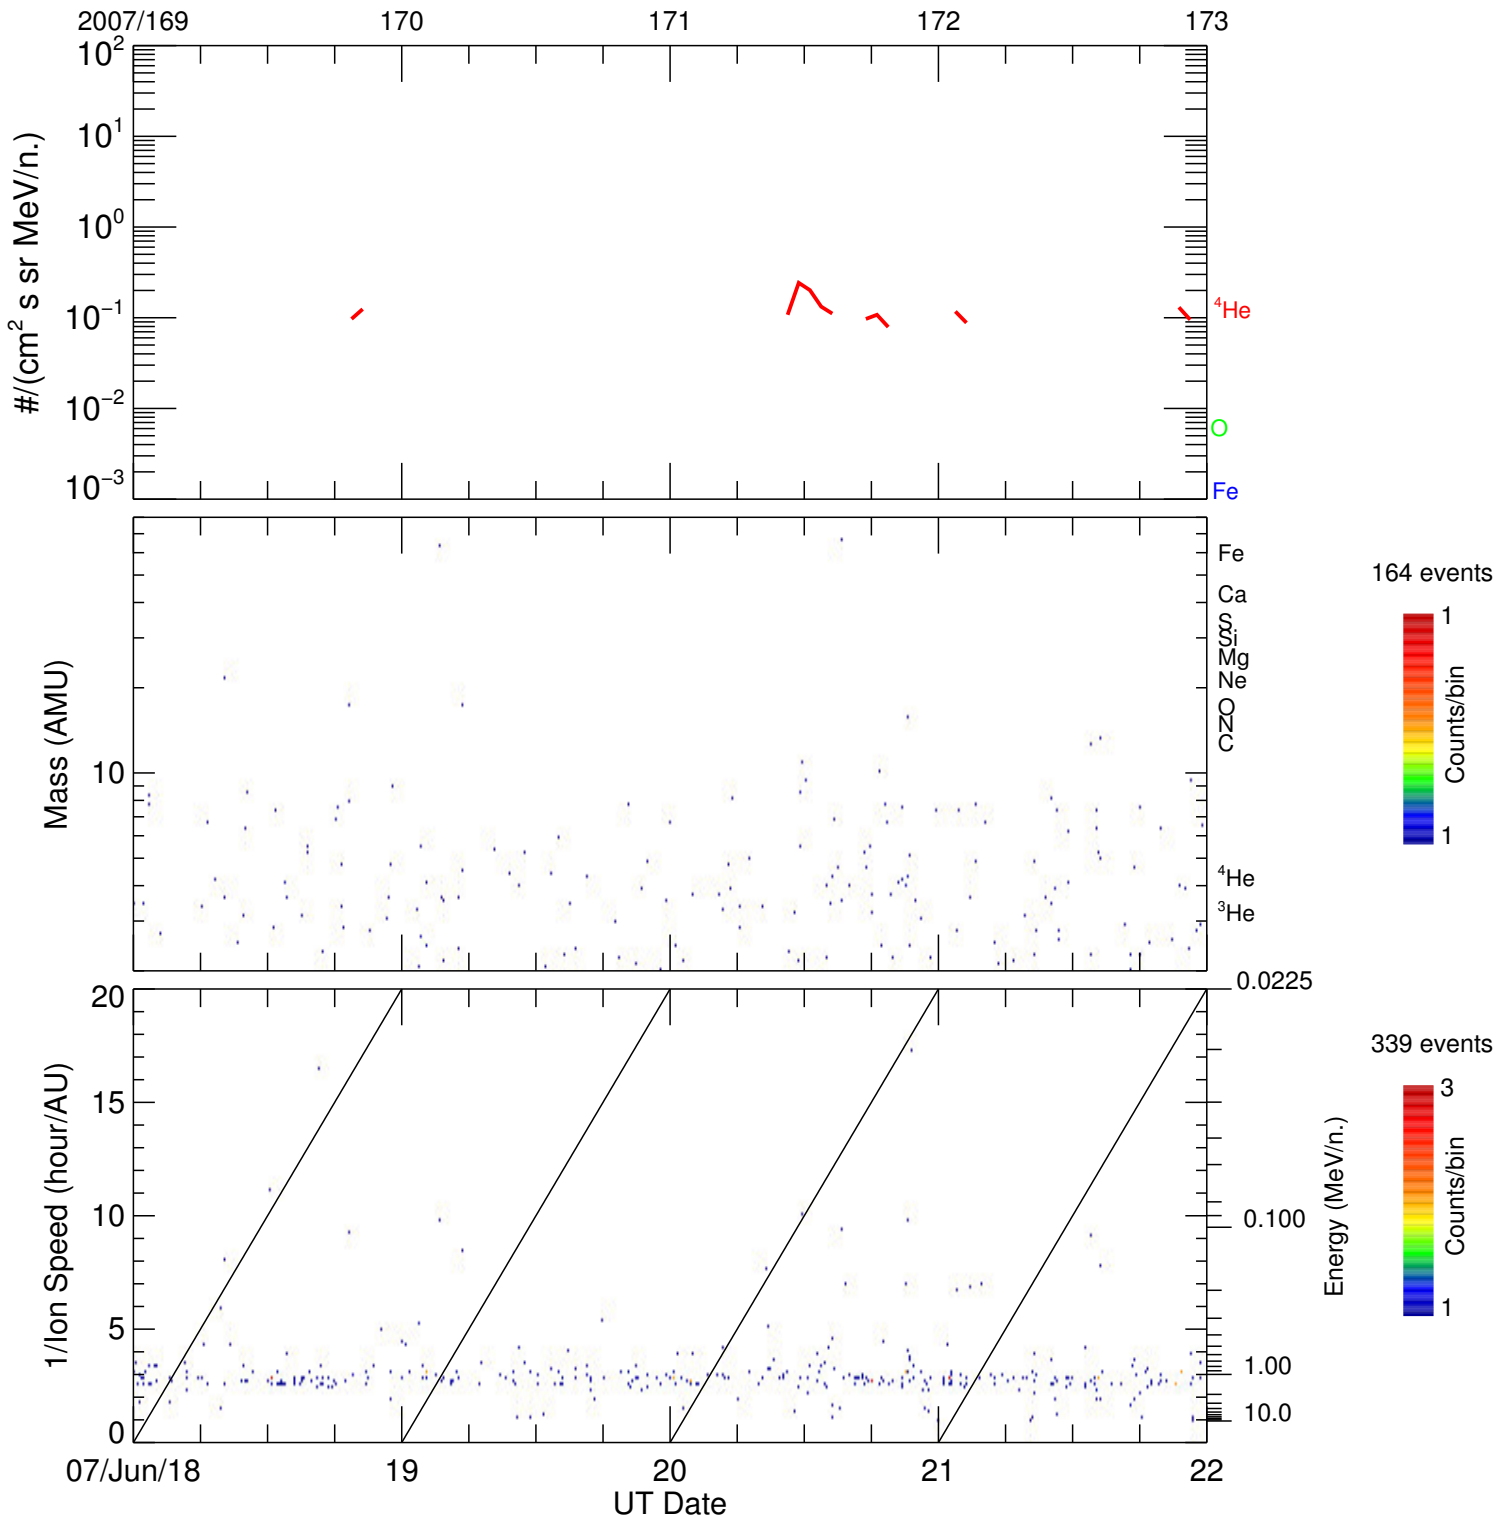 2007/169 170 171 172 173
10²
10¹
10⁰
10⁻¹
10⁻²
10⁻³
#/(cm² s sr MeV/n.)
⁴He
O
Fe
Mass (AMU)
10
Fe
Ca
S
Si
Mg
Ne
O
N
C
⁴He
³He
164 events
1
Counts/bin
1
20
15
10
5
0
1/Ion Speed (hour/AU)
0.0225
0.100
1.00
10.0
Energy (MeV/n.)
339 events
3
Counts/bin
1
07/Jun/18 19 20 21 22
UT Date